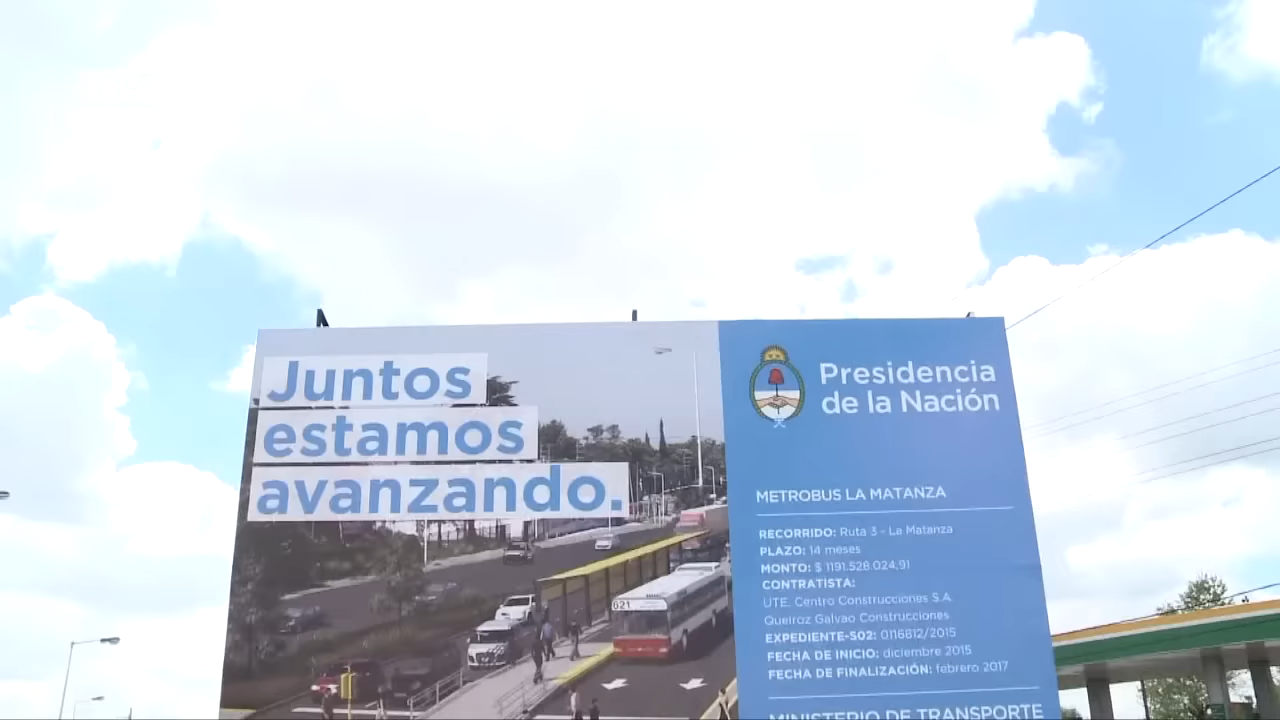 Juntos
estamos
avanzando.
621
Presidencia
de la Nación
METROBUS LA MATANZA
RECORRIDO: Ruta 3 - La Matanza
PLAZO: 14 meses
MONTO: $ 1191.528.024,91
CONTRATISTA:
UTE. Centro Construcciones S.A.
Queiroz Galvao Construcciones
EXPEDIENTE-S02: 0116812/2015
FECHA DE INICIO: diciembre 2015
FECHA DE FINALIZACIÓN: febrero 2017
MINISTERIO DE TRANSPORTE